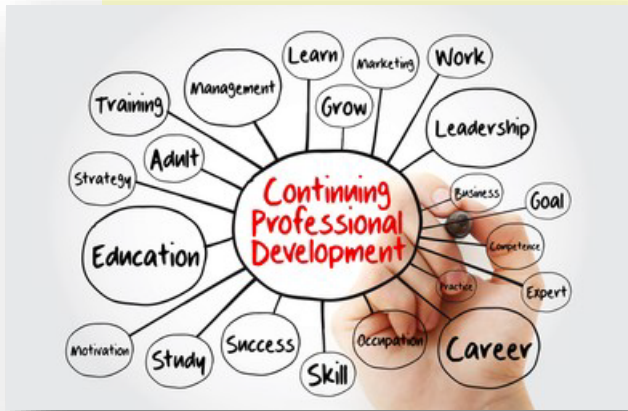 Learn
Marketing
Work
Management
Training
Grow
Leadership
Adult
Strategy
Continuing
Professional
Development
Business
Goal
Education
Competence
Practice
Expert
Motivation
Study
Success
Skill
Occupation
Career